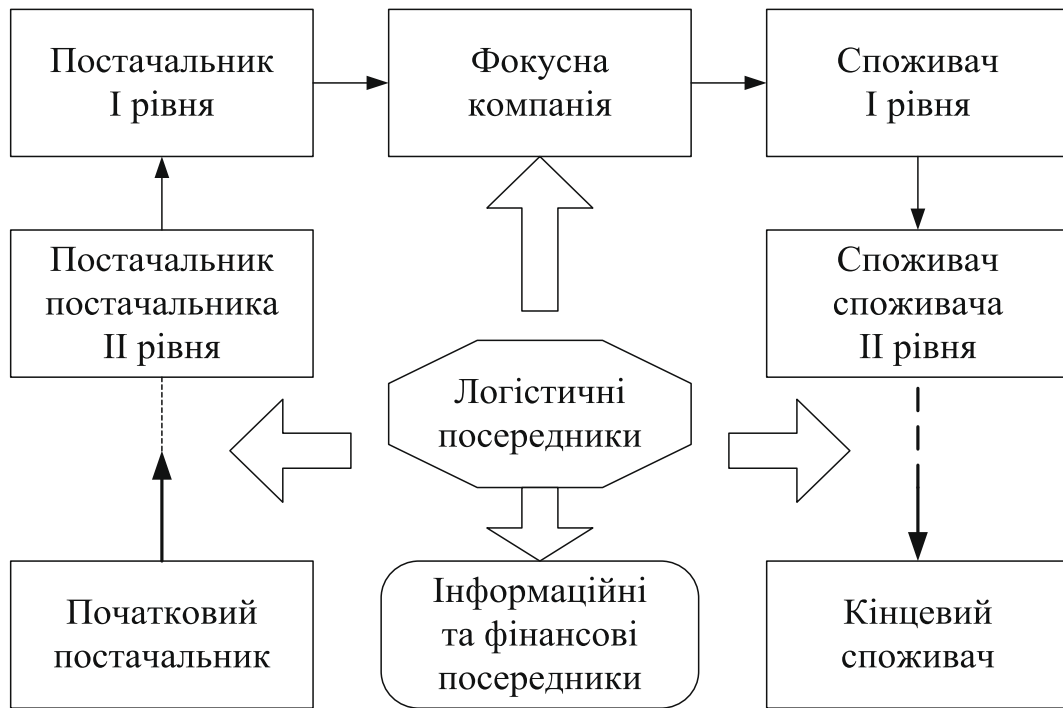 Постачальник
І рівня
Фокусна
компанія
Споживач
І рівня
Постачальник
постачальника
ІІ рівня
Споживач
споживача
ІІ рівня
Логістичні
посередники
Початковий
постачальник
Інформаційні
та фінансові
посередники
Кінцевий
споживач